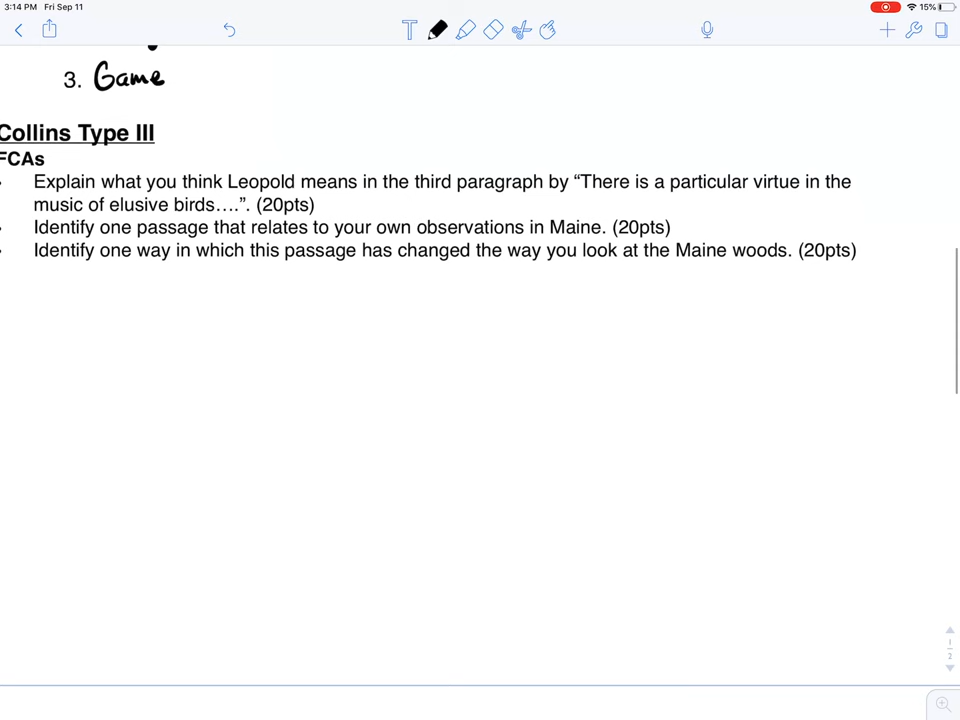 3:14 PM Fri Sep 11
15%
3. Game
Collins Type III
FCAs
Explain what you think Leopold means in the third paragraph by “There is a particular virtue in the
music of elusive birds….”. (20pts)
Identify one passage that relates to your own observations in Maine. (20pts)
Identify one way in which this passage has changed the way you look at the Maine woods. (20pts)
1
2